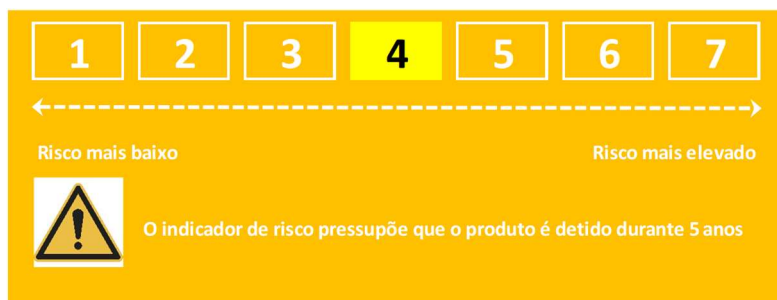 1 2 3 4 5 6 7
Risco mais baixo Risco mais elevado
O indicador de risco pressupõe que o produto é detido durante 5 anos